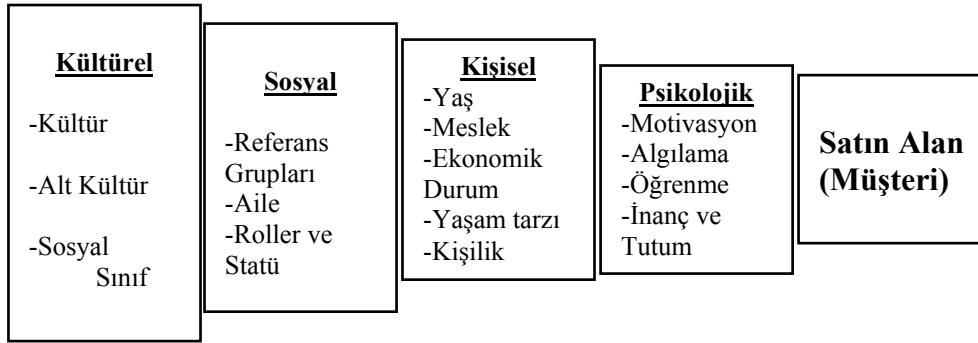 Kültürel
-Kültür
-Alt Kültür
-Sosyal
Sınıf
Sosyal
-Referans
Grupları
-Aile
-Roller ve
Statü
Kişisel
-Yaş
-Meslek
-Ekonomik
Durum
-Yaşam tarzı
-Kişilik
Psikolojik
-Motivasyon
-Algılama
-Öğrenme
-İnanç ve
Tutum
Satın Alan
(Müşteri)